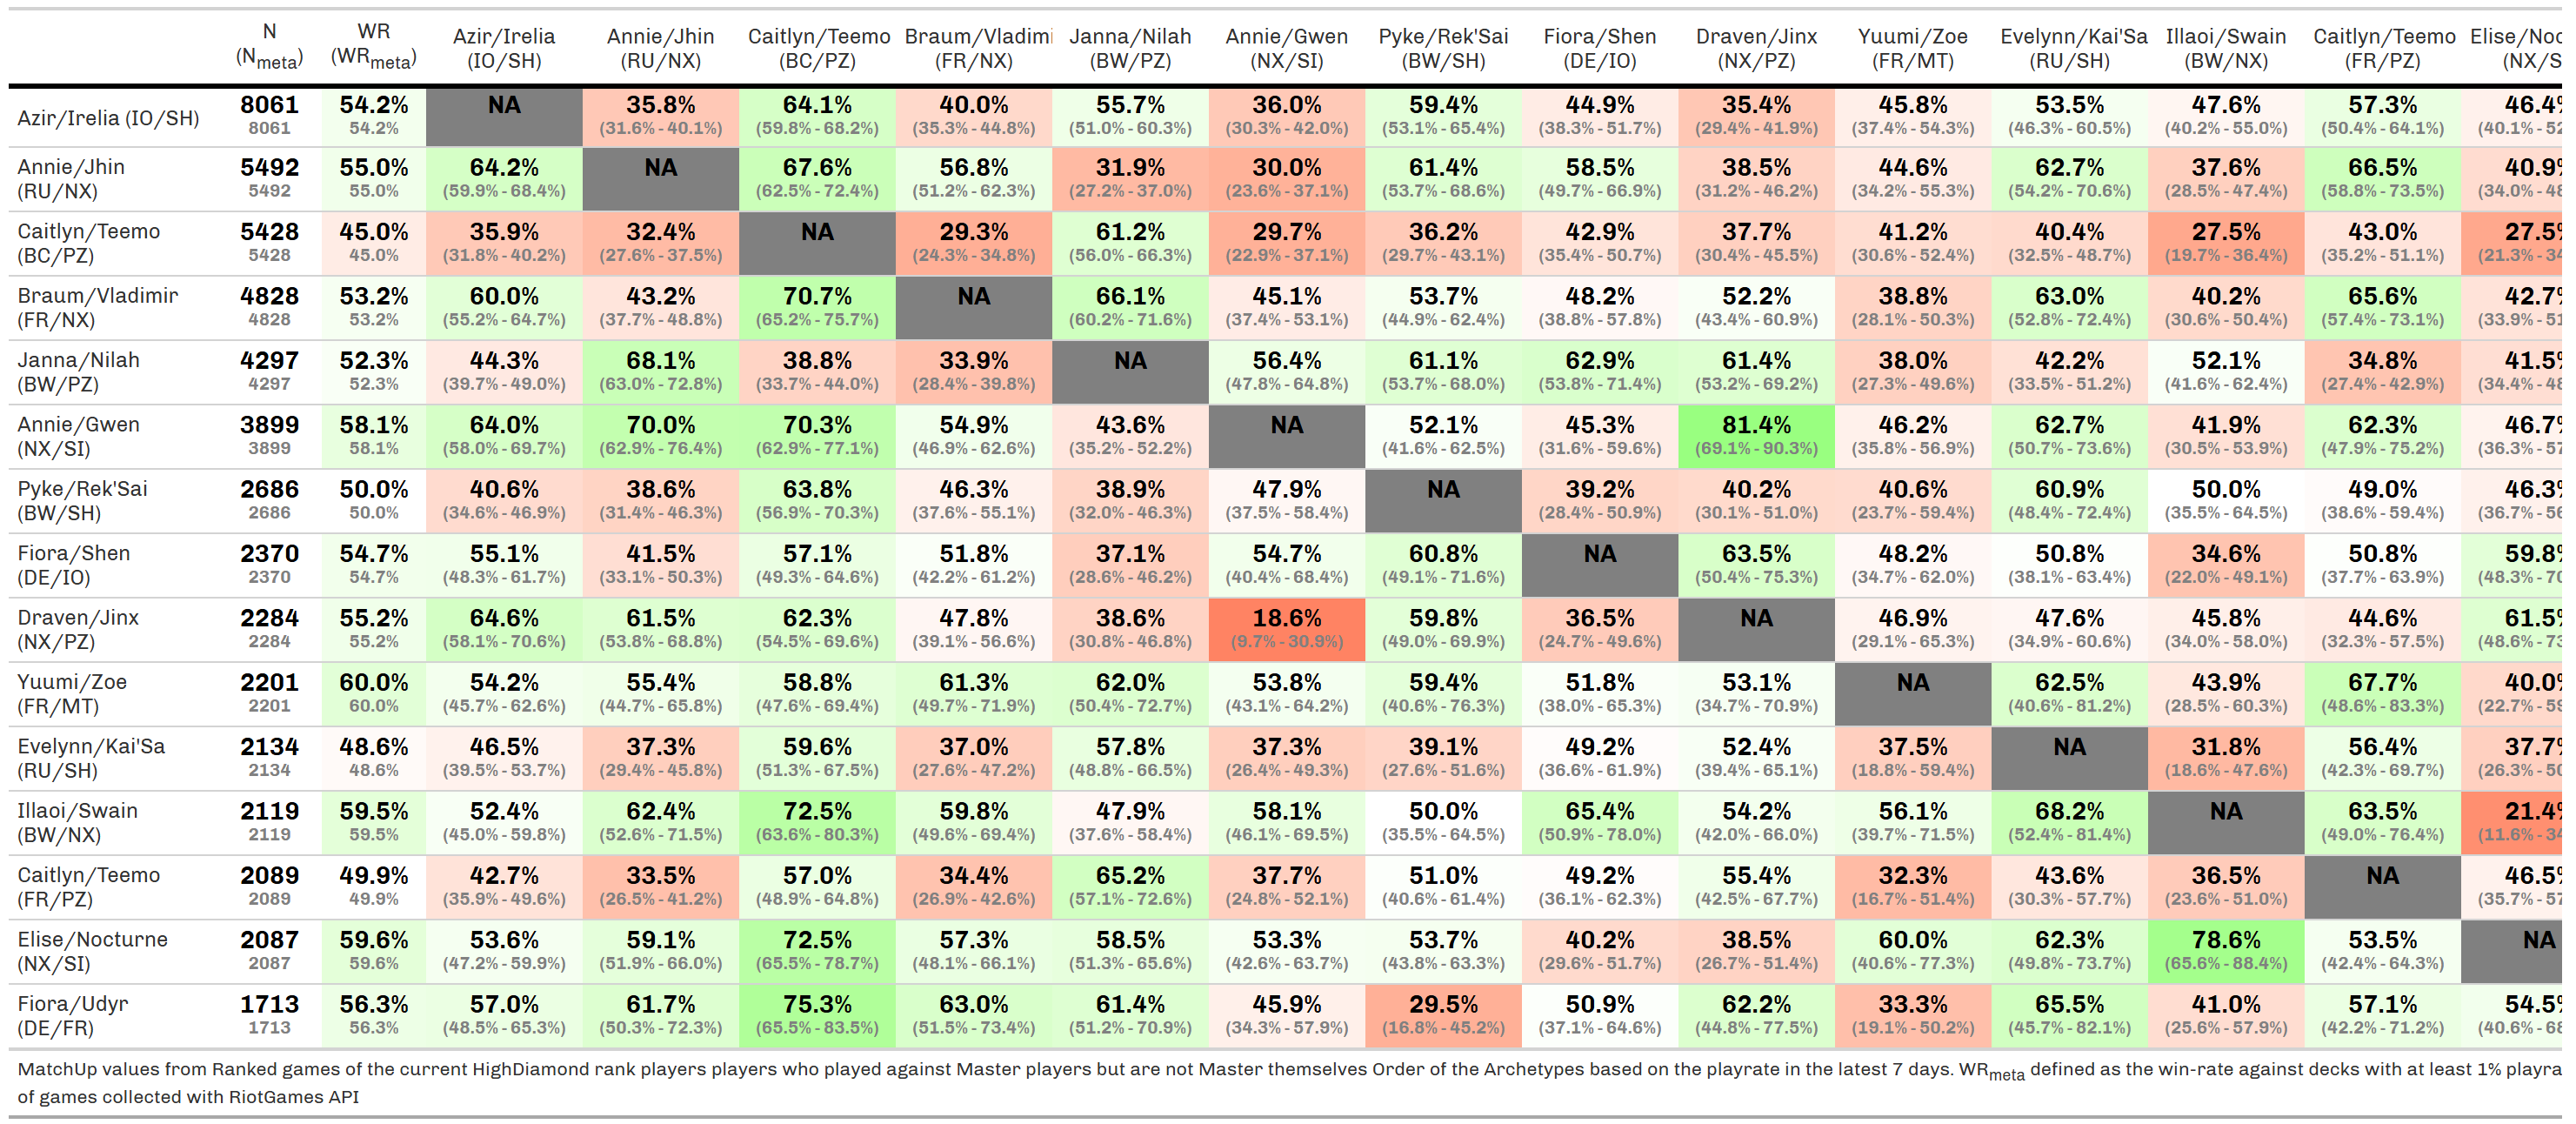 N WR Azir/Irelia Annie/Jhin Caitlyn/Teemo Braum/Vladimi Janna/Nilah Annie/Gwen Pyke/Rek'Sai Fiora/Shen Draven/Jinx Yuumi/Zoe Evelynn/Kai'Sa Illaoi/Swain Caitlyn/Teemo Elise/Noc
(Nmeta) (WRmeta) (IO/SH) (RU/NX) (BC/PZ) (FR/NX) (BW/PZ) (NX/SI) (BW/SH) (DE/IO) (NX/PZ) (FR/MT) (RU/SH) (BW/NX) (FR/PZ) (NX/S
Azir/Irelia (IO/SH) 8061 54.2% NA 35.8% 64.1% 40.0% 55.7% 36.0% 59.4% 44.9% 35.4% 45.8% 53.5% 47.6% 57.3% 46.4%
8061 54.2% (31.6% - 40.1%) (59.8% - 68.2%) (35.3% - 44.8%) (51.0% - 60.3%) (30.3% - 42.0%) (53.1% - 65.4%) (38.3% - 51.7%) (29.4% - 41.9%) (37.4% - 54.3%) (46.3% - 60.5%) (40.2% - 55.0%) (50.4% - 64.1%) (40.1% - 52
Annie/Jhin 5492 55.0% 64.2% NA 67.6% 56.8% 31.9% 30.0% 61.4% 58.5% 38.5% 44.6% 62.7% 37.6% 66.5% 40.9%
(RU/NX) 5492 55.0% (59.9% - 68.4%) (62.5% - 72.4%) (51.2% - 62.3%) (27.2% - 37.0%) (23.6% - 37.1%) (53.7% - 68.6%) (49.7% - 66.9%) (31.2% - 46.2%) (34.2% - 55.3%) (54.2% - 70.6%) (28.5% - 47.4%) (58.8% - 73.5%) (34.0% - 48
Caitlyn/Teemo 5428 45.0% 35.9% 32.4% NA 29.3% 61.2% 29.7% 36.2% 42.9% 37.7% 41.2% 40.4% 27.5% 43.0% 27.5%
(BC/PZ) 5428 45.0% (31.8% - 40.2%) (27.6% - 37.5%) (24.3% - 34.8%) (56.0% - 66.3%) (22.9% - 37.1%) (29.7% - 43.1%) (35.4% - 50.7%) (30.4% - 45.5%) (30.6% - 52.4%) (32.5% - 48.7%) (19.7% - 36.4%) (35.2% - 51.1%) (21.3% - 34
Braum/Vladimir 4828 53.2% 60.0% 43.2% 70.7% NA 66.1% 45.1% 53.7% 48.2% 52.2% 38.8% 63.0% 40.2% 65.6% 42.7%
(FR/NX) 4828 53.2% (55.2% - 64.7%) (37.7% - 48.8%) (65.2% - 75.7%) (60.2% - 71.6%) (37.4% - 53.1%) (44.9% - 62.4%) (38.8% - 57.8%) (43.4% - 60.9%) (28.1% - 50.3%) (52.8% - 72.4%) (30.6% - 50.4%) (57.4% - 73.1%) (33.9% - 51
Janna/Nilah 4297 52.3% 44.3% 68.1% 38.8% 33.9% NA 56.4% 61.1% 62.9% 61.4% 38.0% 42.2% 52.1% 34.8% 41.5%
(BW/PZ) 4297 52.3% (39.7% - 49.0%) (63.0% - 72.8%) (33.7% - 44.0%) (28.4% - 39.8%) (47.8% - 64.8%) (53.7% - 68.0%) (53.8% - 71.4%) (53.2% - 69.2%) (27.3% - 49.6%) (33.5% - 51.2%) (41.6% - 62.4%) (27.4% - 42.9%) (34.4% - 48
Annie/Gwen 3899 58.1% 64.0% 70.0% 70.3% 54.9% 43.6% NA 52.1% 45.3% 81.4% 46.2% 62.7% 41.9% 62.3% 46.7%
(NX/SI) 3899 58.1% (58.0% - 69.7%) (62.9% - 76.4%) (62.9% - 77.1%) (46.9% - 62.6%) (35.2% - 52.2%) (41.6% - 62.5%) (31.6% - 59.6%) (69.1% - 90.3%) (35.8% - 56.9%) (50.7% - 73.6%) (30.5% - 53.9%) (47.9% - 75.2%) (36.3% - 57
Pyke/Rek'Sai 2686 50.0% 40.6% 38.6% 63.8% 46.3% 38.9% 47.9% NA 39.2% 40.2% 40.6% 60.9% 50.0% 49.0% 46.3%
(BW/SH) 2686 50.0% (34.6% - 46.9%) (31.4% - 46.3%) (56.9% - 70.3%) (37.6% - 55.1%) (32.0% - 46.3%) (37.5% - 58.4%) (28.4% - 50.9%) (30.1% - 51.0%) (23.7% - 59.4%) (48.4% - 72.4%) (35.5% - 64.5%) (38.6% - 59.4%) (36.7% - 56
Fiora/Shen 2370 54.7% 55.1% 41.5% 57.1% 51.8% 37.1% 54.7% 60.8% NA 63.5% 48.2% 50.8% 34.6% 50.8% 59.8%
(DE/IO) 2370 54.7% (48.3% - 61.7%) (33.1% - 50.3%) (49.3% - 64.6%) (42.2% - 61.2%) (28.6% - 46.2%) (40.4% - 68.4%) (49.1% - 71.6%) (50.4% - 75.3%) (34.7% - 62.0%) (38.1% - 63.4%) (22.0% - 49.1%) (37.7% - 63.9%) (48.3% - 70
Draven/Jinx 2284 55.2% 64.6% 61.5% 62.3% 47.8% 38.6% 18.6% 59.8% 36.5% NA 46.9% 47.6% 45.8% 44.6% 61.5%
(NX/PZ) 2284 55.2% (58.1% - 70.6%) (53.8% - 68.8%) (54.5% - 69.6%) (39.1% - 56.6%) (30.8% - 46.8%) (9.7% - 30.9%) (49.0% - 69.9%) (24.7% - 49.6%) (29.1% - 65.3%) (34.9% - 60.6%) (34.0% - 58.0%) (32.3% - 57.5%) (48.6% - 73
Yuumi/Zoe 2201 60.0% 54.2% 55.4% 58.8% 61.3% 62.0% 53.8% 59.4% 51.8% 53.1% NA 62.5% 43.9% 67.7% 40.0%
(FR/MT) 2201 60.0% (45.7% - 62.6%) (44.7% - 65.8%) (47.6% - 69.4%) (49.7% - 71.9%) (50.4% - 72.7%) (43.1% - 64.2%) (40.6% - 76.3%) (38.0% - 65.3%) (34.7% - 70.9%) (40.6% - 81.2%) (28.5% - 60.3%) (48.6% - 83.3%) (22.7% - 59
Evelynn/Kai'Sa 2134 48.6% 46.5% 37.3% 59.6% 37.0% 57.8% 37.3% 39.1% 49.2% 52.4% 37.5% NA 31.8% 56.4% 37.7%
(RU/SH) 2134 48.6% (39.5% - 53.7%) (29.4% - 45.8%) (51.3% - 67.5%) (27.6% - 47.2%) (48.8% - 66.5%) (26.4% - 49.3%) (27.6% - 51.6%) (36.6% - 61.9%) (39.4% - 65.1%) (18.8% - 59.4%) (18.6% - 47.6%) (42.3% - 69.7%) (26.3% - 50
Illaoi/Swain 2119 59.5% 52.4% 62.4% 72.5% 59.8% 47.9% 58.1% 50.0% 65.4% 54.2% 56.1% 68.2% NA 63.5% 21.4%
(BW/NX) 2119 59.5% (45.0% - 59.8%) (52.6% - 71.5%) (63.6% - 80.3%) (49.6% - 69.4%) (37.6% - 58.4%) (46.1% - 69.5%) (35.5% - 64.5%) (50.9% - 78.0%) (42.0% - 66.0%) (39.7% - 71.5%) (52.4% - 81.4%) (49.0% - 76.4%) (11.6% - 34
Caitlyn/Teemo 2089 49.9% 42.7% 33.5% 57.0% 34.4% 65.2% 37.7% 51.0% 49.2% 55.4% 32.3% 43.6% 36.5% NA 46.5%
(FR/PZ) 2089 49.9% (35.9% - 49.6%) (26.5% - 41.2%) (48.9% - 64.8%) (26.9% - 42.6%) (57.1% - 72.6%) (24.8% - 52.1%) (40.6% - 61.4%) (36.1% - 62.3%) (42.5% - 67.7%) (16.7% - 51.4%) (30.3% - 57.7%) (23.6% - 51.0%) (35.7% - 57
Elise/Nocturne 2087 59.6% 53.6% 59.1% 72.5% 57.3% 58.5% 53.3% 53.7% 40.2% 38.5% 60.0% 62.3% 78.6% 53.5% NA
(NX/SI) 2087 59.6% (47.2% - 59.9%) (51.9% - 66.0%) (65.5% - 78.7%) (48.1% - 66.1%) (51.3% - 65.6%) (42.6% - 63.7%) (43.8% - 63.3%) (29.6% - 51.7%) (26.7% - 51.4%) (40.6% - 77.3%) (49.8% - 73.7%) (65.6% - 88.4%) (42.4% - 64.3%)
Fiora/Udyr 1713 56.3% 57.0% 61.7% 75.3% 63.0% 61.4% 45.9% 29.5% 50.9% 62.2% 33.3% 65.5% 41.0% 57.1% 54.5%
(DE/FR) 1713 56.3% (48.5% - 65.3%) (50.3% - 72.3%) (65.5% - 83.5%) (51.5% - 73.4%) (51.2% - 70.9%) (34.3% - 57.9%) (16.8% - 45.2%) (37.1% - 64.6%) (44.8% - 77.5%) (19.1% - 50.2%) (45.7% - 82.1%) (25.6% - 57.9%) (42.2% - 71.2%) (40.6% - 68
MatchUp values from Ranked games of the current HighDiamond rank players players who played against Master players but are not Master themselves Order of the Archetypes based on the playrate in the latest 7 days. WRmeta defined as the win-rate against decks with at least 1% playra
of games collected with RiotGames API